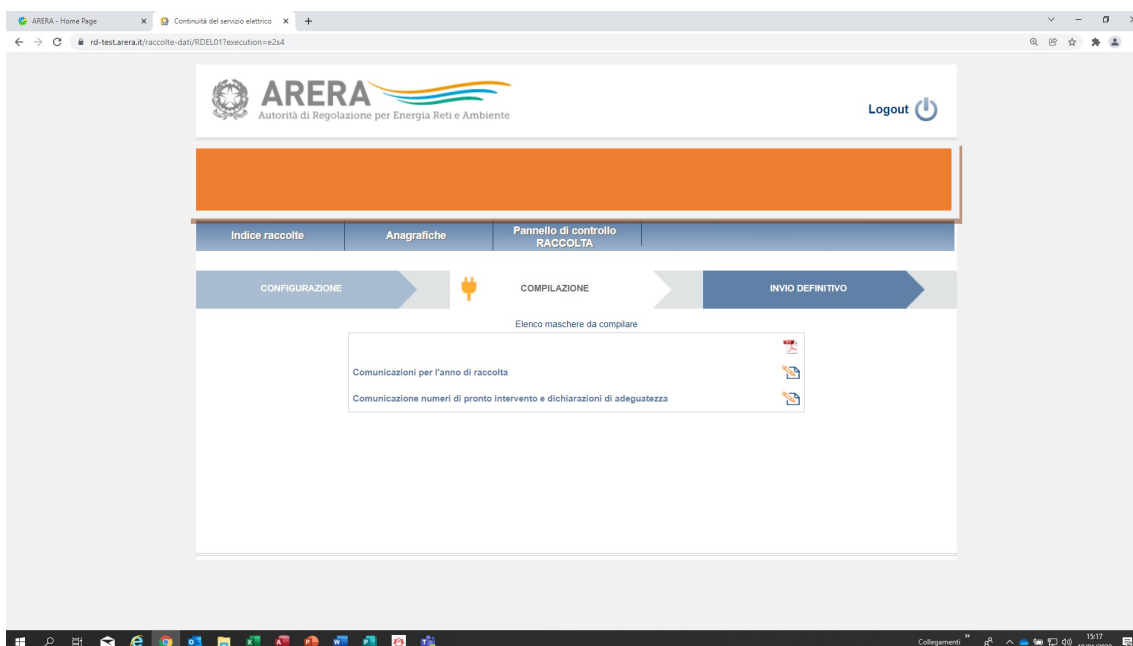 ARERA - Home Page
Continuità del servizio elettrico
rd-test.arera.it/raccolte-dati/RDEL01?execution=e2s4
ARERA
Autorità di Regolazione per Energia Reti e Ambiente
Logout
Indice raccolte
Anagrafiche
Pannello di controllo
RACCOLTA
CONFIGURAZIONE
COMPILAZIONE
INVIO DEFINITIVO
Elenco maschere da compilare
Comunicazioni per l'anno di raccolta
Comunicazione numeri di pronto intervento e dichiarazioni di adeguatezza
Collegamenti
15:17